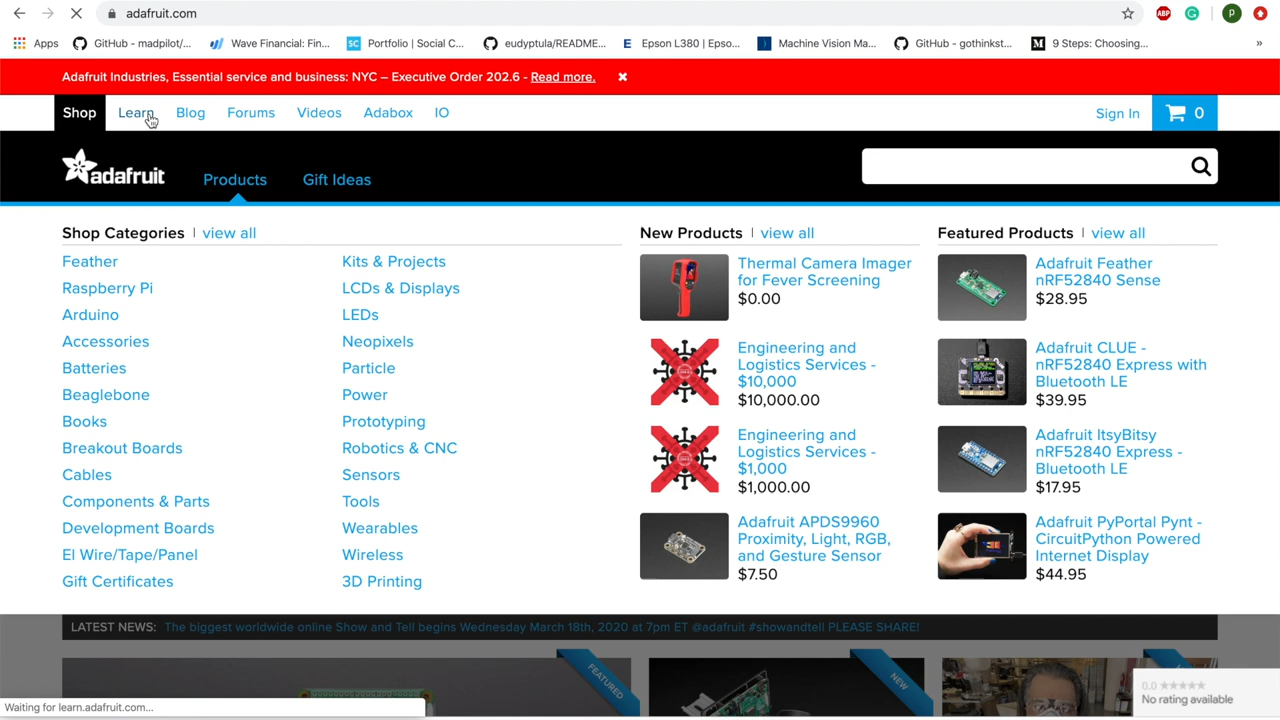 adafruit.com
Apps
GitHub - madpilot/...
Wave Financial: Fin...
Portfolio | Social C...
eudyptula/README...
Epson L380 | Epso...
Machine Vision Ma...
GitHub - gothinkst...
9 Steps: Choosing...
»
Adafruit Industries, Essential service and business: NYC – Executive Order 202.6 - Read more.
Shop
Learn
Blog
Forums
Videos
Adabox
IO
Sign In
0
adafruit
Products
Gift Ideas
Shop Categories | view all
Feather
Raspberry Pi
Arduino
Accessories
Batteries
Beaglebone
Books
Breakout Boards
Cables
Components & Parts
Development Boards
El Wire/Tape/Panel
Gift Certificates
Kits & Projects
LCDs & Displays
LEDs
Neopixels
Particle
Power
Prototyping
Robotics & CNC
Sensors
Tools
Wearables
Wireless
3D Printing
New Products | view all
Thermal Camera Imager
for Fever Screening
$0.00
Engineering and
Logistics Services -
$10,000
$10,000.00
Engineering and
Logistics Services -
$1,000
$1,000.00
Adafruit APDS9960
Proximity, Light, RGB,
and Gesture Sensor
$7.50
Featured Products | view all
Adafruit Feather
nRF52840 Sense
$28.95
Adafruit CLUE -
nRF52840 Express with
Bluetooth LE
$39.95
Adafruit ItsyBitsy
nRF52840 Express -
Bluetooth LE
$17.95
Adafruit PyPortal Pynt -
CircuitPython Powered
Internet Display
$44.95
LATEST NEWS: The biggest worldwide online Show and Tell begins Wednesday March 18th, 2020 at 7pm ET @adafruit #showandtell PLEASE SHARE!
FEATURED
NEW
0.0 ★★★★★
No rating available
Waiting for learn.adafruit.com...